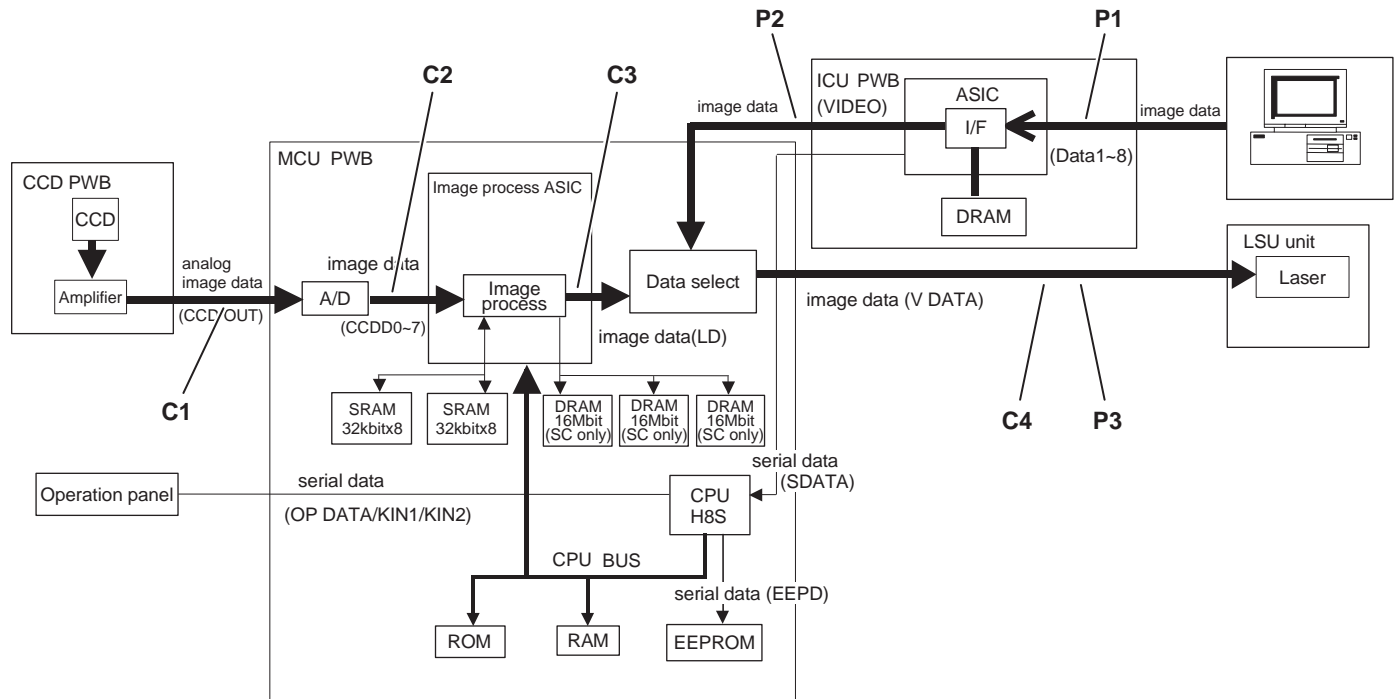 P2
P1
C2
C3
ICU PWB
(VIDEO)
ASIC
I/F
image data
image data
(Data1~8)
DRAM
MCU PWB
CCD PWB
CCD
Amplifier
Image process ASIC
analog
image data
(CCD OUT)
image data
A/D
(CCDD0~7)
Image
process
Data select
image data(LD)
image data (V DATA)
LSU unit
Laser
C1
C4
P3
SRAM
32kbitx8
SRAM
32kbitx8
DRAM
16Mbit
(SC only)
DRAM
16Mbit
(SC only)
DRAM
16Mbit
(SC only)
Operation panel
serial data
(OP DATA/KIN1/KIN2)
serial data
(SDATA)
CPU
H8S
CPU BUS
serial data (EEPD)
ROM
RAM
EEPROM